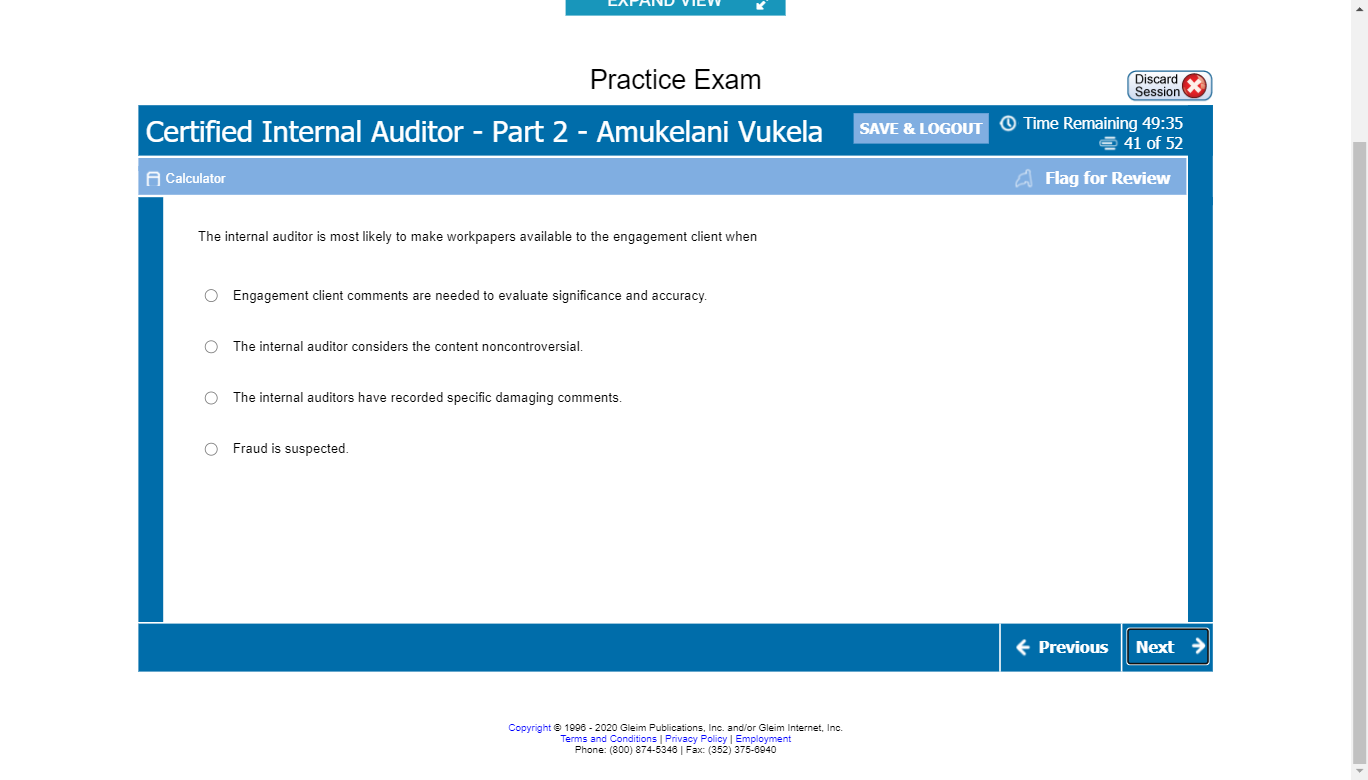 EXPAND VIEW
Practice Exam
Discard
Session
Certified Internal Auditor - Part 2 - Amukelani Vukela
SAVE & LOGOUT
Time Remaining 49:35
41 of 52
Calculator
Flag for Review
The internal auditor is most likely to make workpapers available to the engagement client when
Engagement client comments are needed to evaluate significance and accuracy.
The internal auditor considers the content noncontroversial.
The internal auditors have recorded specific damaging comments.
Fraud is suspected.
Previous
Next
Copyright © 1996 - 2020 Gleim Publications, Inc. and/or Gleim Internet, Inc.
Terms and Conditions | Privacy Policy | Employment
Phone: (800) 874-5346 | Fax: (352) 375-6940